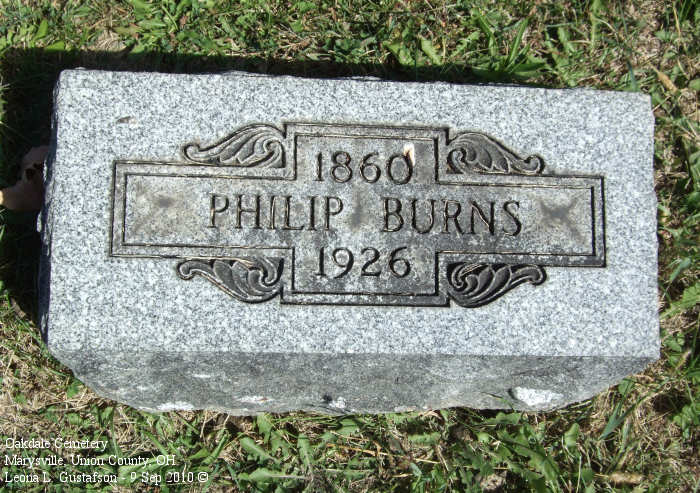 1860
PHILIP BURNS
1926
Oakdale Cemetery
Marysville, Union County, OH
Leona L. Gustafson - 9 Sep 2010 ©